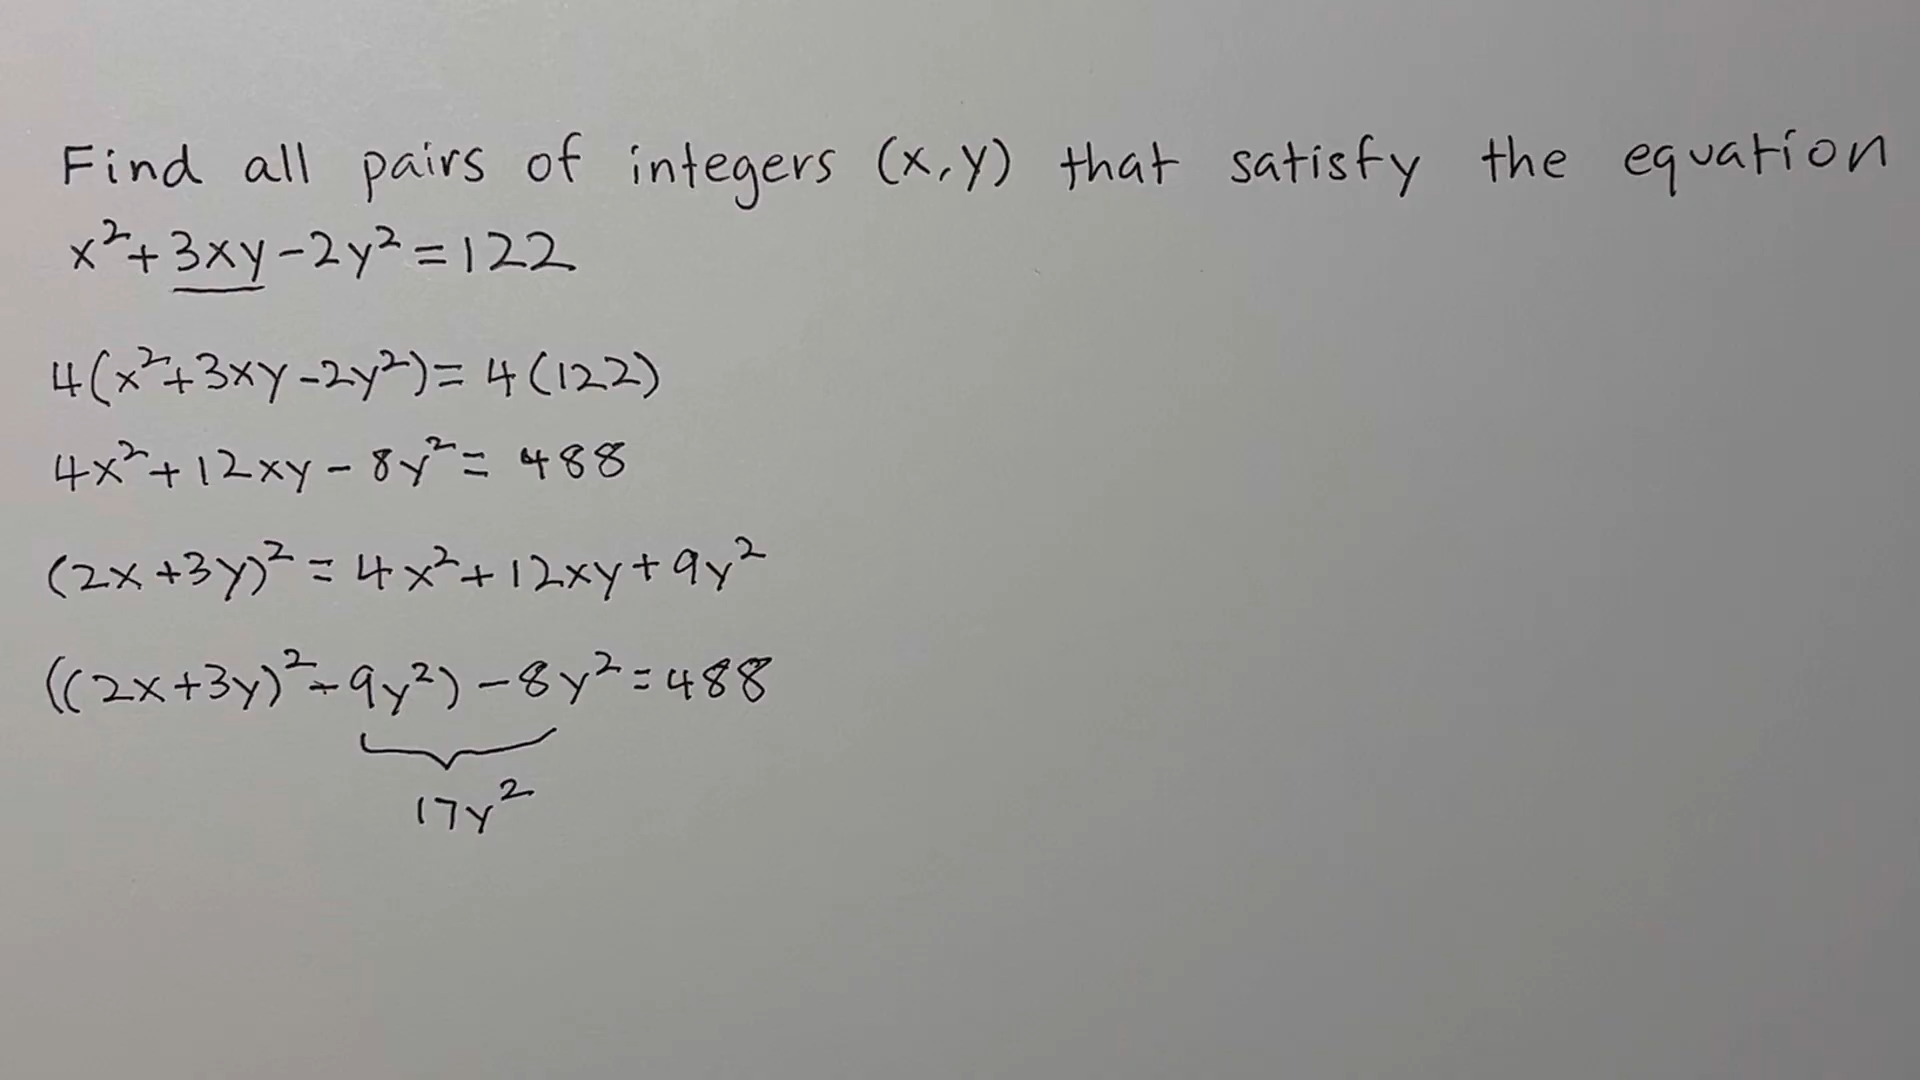 Find all pairs of integers (x,y) that satisfy the equation
x²+3xy-2y²=122
4(x²+3xy-2y²)=4(122)
4x²+12xy-8y²=488
(2x+3y)²=4x²+12xy+9y²
((2x+3y)²-9y²)-8y²=488
17y²